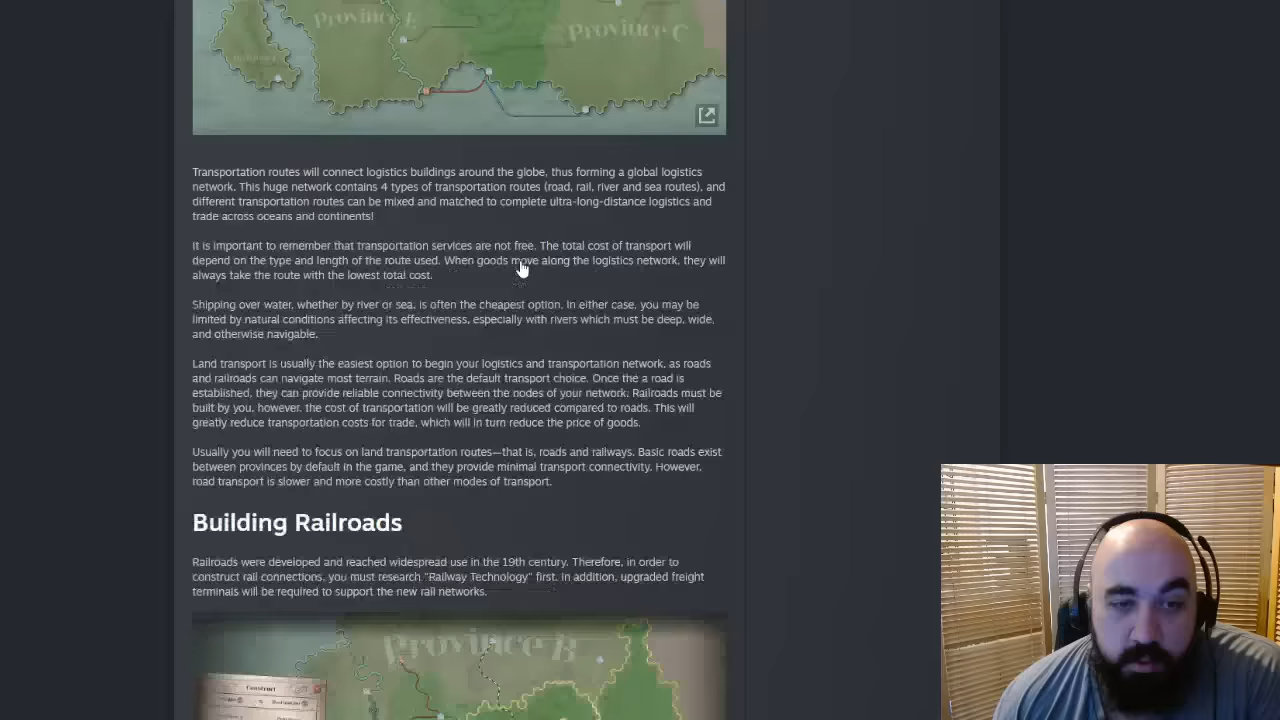 Province C
Transportation routes will connect logistics buildings around the globe, thus forming a global logistics
network. This huge network contains 4 types of transportation routes (road, rail, river and sea routes), and
different transportation routes can be mixed and matched to complete ultra-long-distance logistics and
trade across oceans and continents!
It is important to remember that transportation services are not free. The total cost of transport will
depend on the type and length of the route used. When goods move along the logistics network, they will
always take the route with the lowest total cost.
Shipping over water, whether by river or sea, is often the cheapest option. In either case, you may be
limited by natural conditions affecting its effectiveness, especially with rivers which must be deep, wide,
and otherwise navigable.
Land transport is usually the easiest option to begin your logistics and transportation network, as roads
and railroads can navigate most terrain. Roads are the default transport choice. Once the a road is
established, they can provide reliable connectivity between the nodes of your network. Railroads must be
built by you, however, the cost of transportation will be greatly reduced compared to roads. This will
greatly reduce transportation costs for trade, which will in turn reduce the price of goods.
Usually you will need to focus on land transportation routes—that is, roads and railways. Basic roads exist
between provinces by default in the game, and they provide minimal transport connectivity. However,
road transport is slower and more costly than other modes of transport.
Building Railroads
Railroads were developed and reached widespread use in the 19th century. Therefore, in order to
construct rail connections, you must research "Railway Technology" first. In addition, upgraded freight
terminals will be required to support the new rail networks.
Province B
Construct